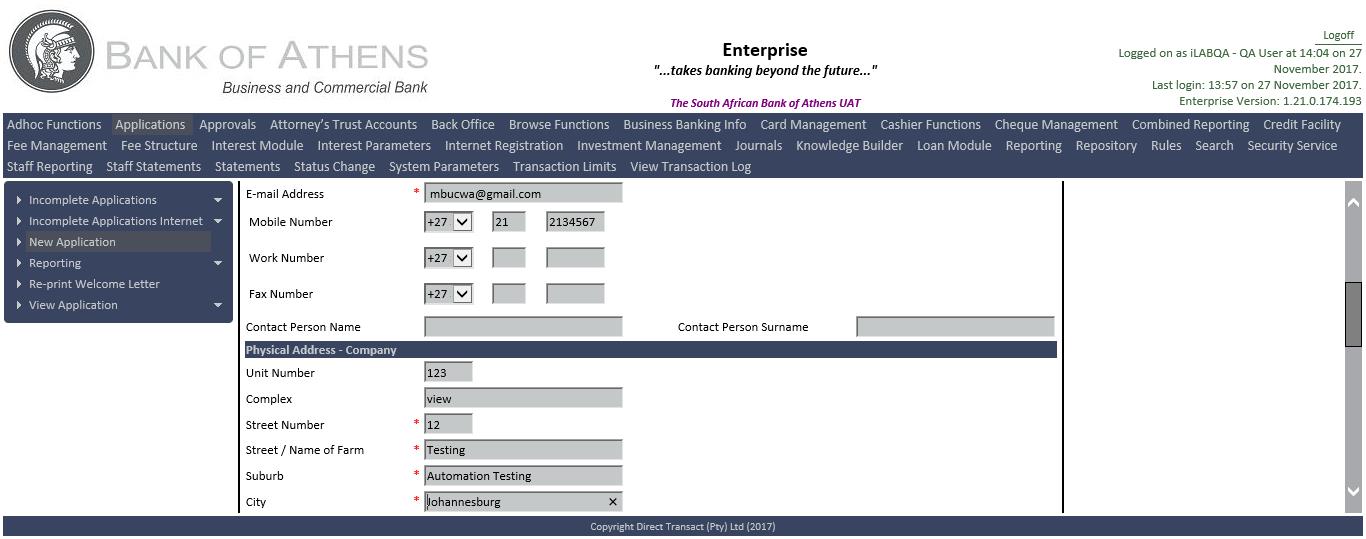 BANK OF ATHENS
Business and Commercial Bank
Enterprise
"...takes banking beyond the future..."
The South African Bank of Athens UAT
Logoff
Logged on as iLABQA - QA User at 14:04 on 27
November 2017.
Last login: 13:57 on 27 November 2017.
Enterprise Version: 1.21.0.174.193
Adhoc Functions Applications Approvals Attorney's Trust Accounts Back Office Browse Functions Business Banking Info Card Management Cashier Functions Cheque Management Combined Reporting Credit Facility
Fee Management Fee Structure Interest Module Interest Parameters Internet Registration Investment Management Journals Knowledge Builder Loan Module Reporting Repository Rules Search Security Service
Staff Reporting Staff Statements Statements Status Change System Parameters Transaction Limits View Transaction Log
Incomplete Applications
Incomplete Applications Internet
New Application
Reporting
Re-print Welcome Letter
View Application
E-mail Address * mbucwa@gmail.com
Mobile Number +27 21 2134567
Work Number +27
Fax Number +27
Contact Person Name Contact Person Surname
Physical Address - Company
Unit Number 123
Complex view
Street Number * 12
Street / Name of Farm * Testing
Suburb * Automation Testing
City * Johannesburg
Copyright Direct Transact (Pty) Ltd (2017)